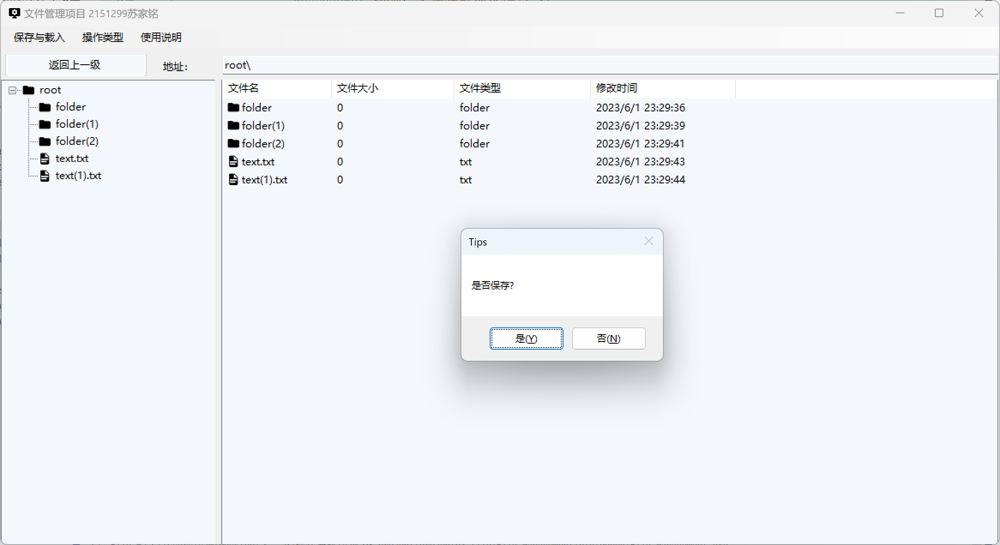 文件管理项目 2151299苏家铭
保存与载入 操作类型 使用说明
返回上一级 地址： root\
root
folder
folder(1)
folder(2)
text.txt
text(1).txt
文件名 文件大小 文件类型 修改时间
folder 0 folder 2023/6/1 23:29:36
folder(1) 0 folder 2023/6/1 23:29:39
folder(2) 0 folder 2023/6/1 23:29:41
text.txt 0 txt 2023/6/1 23:29:43
text(1).txt 0 txt 2023/6/1 23:29:44
Tips
是否保存?
是(Y) 否(N)